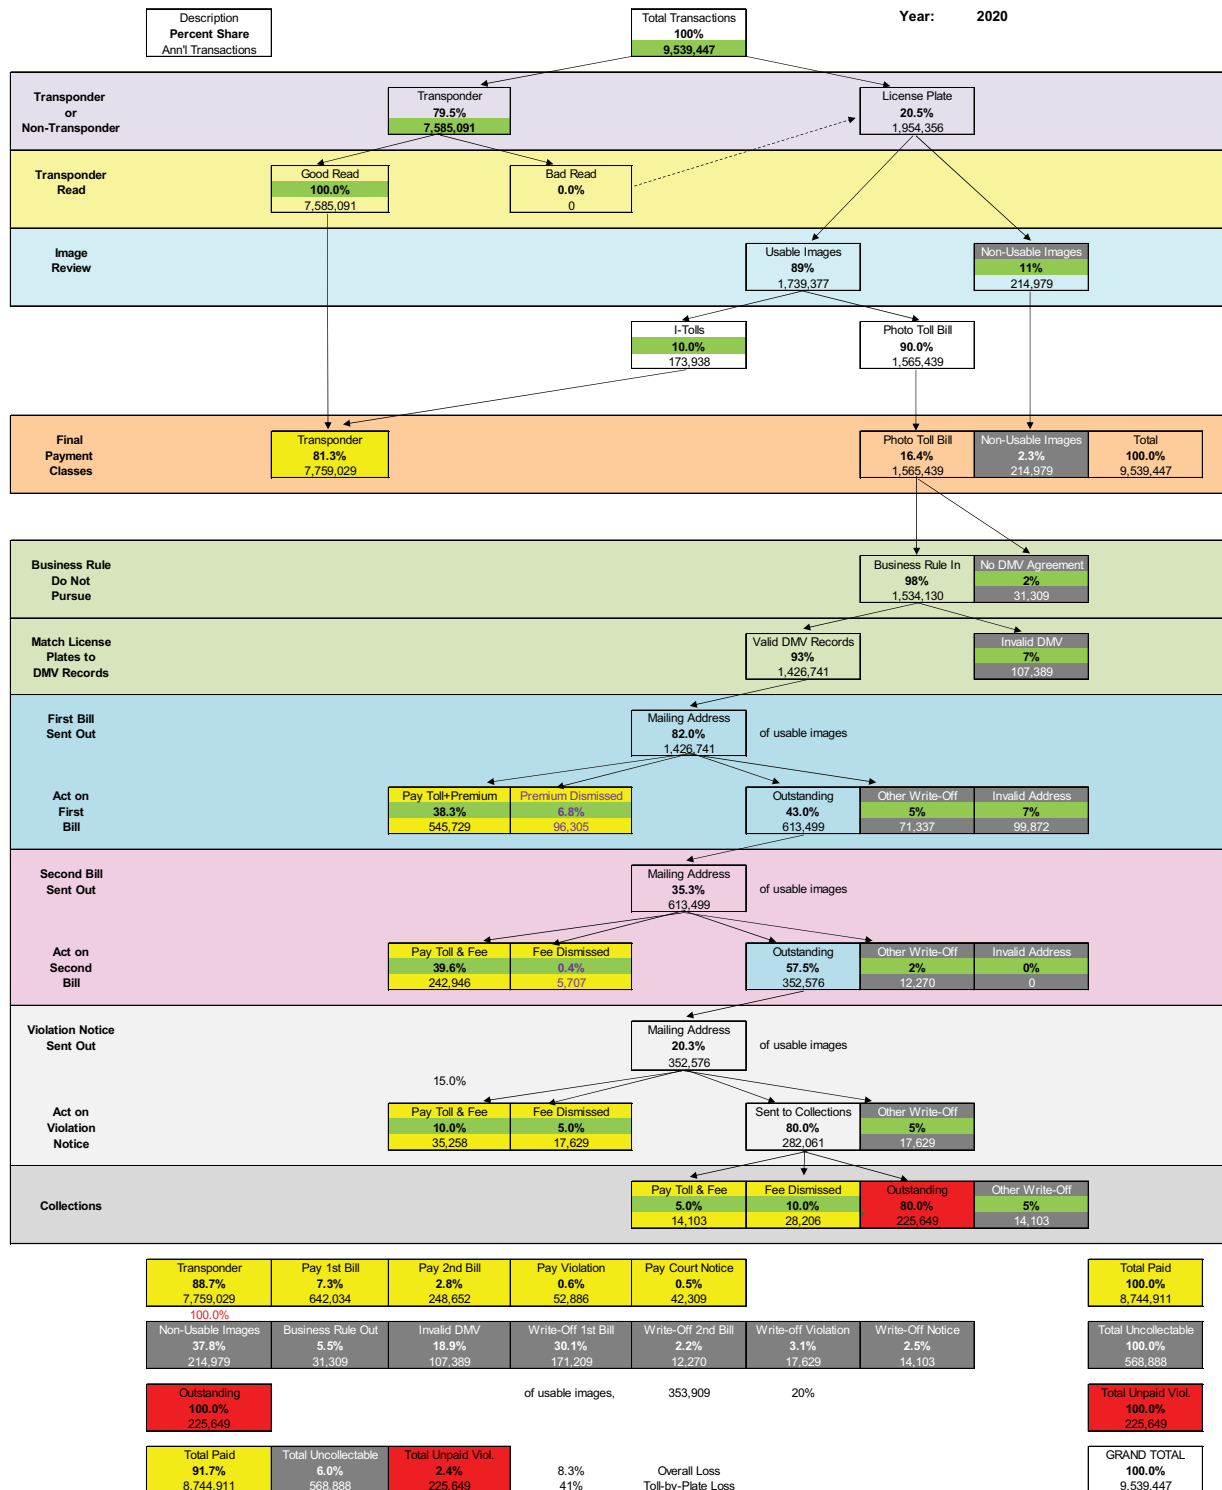 Description
Percent Share
Ann'l Transactions
Total Transactions
100%
9,539,447
Year: 2020
Transponder
or
Non-Transponder
Transponder
79.5%
7,585,091
License Plate
20.5%
1,954,356
Transponder
Read
Good Read
100.0%
7,585,091
Bad Read
0.0%
0
Image
Review
Usable Images
89%
1,739,377
Non-Usable Images
11%
214,979
I-Tolls
10.0%
173,938
Photo Toll Bill
90.0%
1,565,439
Final
Payment
Classes
Transponder
81.3%
7,759,029
Photo Toll Bill
16.4%
1,565,439
Non-Usable Images
2.3%
214,979
Total
100.0%
9,539,447
Business Rule
Do Not
Pursue
Business Rule In
98%
1,534,130
No DMV Agreement
2%
31,309
Match License
Plates to
DMV Records
Valid DMV Records
93%
1,426,741
Invalid DMV
7%
107,389
First Bill
Sent Out
Mailing Address
82.0%
1,426,741
of usable images
Act on
First
Bill
Pay Toll+Premium
38.3%
545,729
Premium Dismissed
6.8%
96,305
Outstanding
43.0%
613,499
Other Write-Off
5%
71,337
Invalid Address
7%
99,872
Second Bill
Sent Out
Mailing Address
35.3%
613,499
of usable images
Act on
Second
Bill
Pay Toll & Fee
39.6%
242,946
Fee Dismissed
0.4%
5,707
Outstanding
57.5%
352,576
Other Write-Off
2%
12,270
Invalid Address
0%
0
Violation Notice
Sent Out
Mailing Address
20.3%
352,576
of usable images
15.0%
Act on
Violation
Notice
Pay Toll & Fee
10.0%
35,258
Fee Dismissed
5.0%
17,629
Sent to Collections
80.0%
282,061
Other Write-Off
5%
17,629
Collections
Pay Toll & Fee
5.0%
14,103
Fee Dismissed
10.0%
28,206
Outstanding
80.0%
225,649
Other Write-Off
5%
14,103
Transponder
88.7%
7,759,029
Pay 1st Bill
7.3%
642,034
Pay 2nd Bill
2.8%
248,652
Pay Violation
0.6%
52,886
Pay Court Notice
0.5%
42,309
Total Paid
100.0%
8,744,911
100.0%
Non-Usable Images
37.8%
214,979
Business Rule Out
5.5%
31,309
Invalid DMV
18.9%
107,389
Write-Off 1st Bill
30.1%
171,209
Write-Off 2nd Bill
2.2%
12,270
Write-off Violation
3.1%
17,629
Write-Off Notice
2.5%
14,103
Total Uncollectable
100.0%
568,888
Outstanding
100.0%
225,649
of usable images, 353,909 20%
Total Unpaid Viol.
100.0%
225,649
Total Paid
91.7%
8,744,911
Total Uncollectable
6.0%
568,888
Total Unpaid Viol.
2.4%
225,649
8.3% Overall Loss
41% Toll-by-Plate Loss
GRAND TOTAL
100.0%
9,539,447